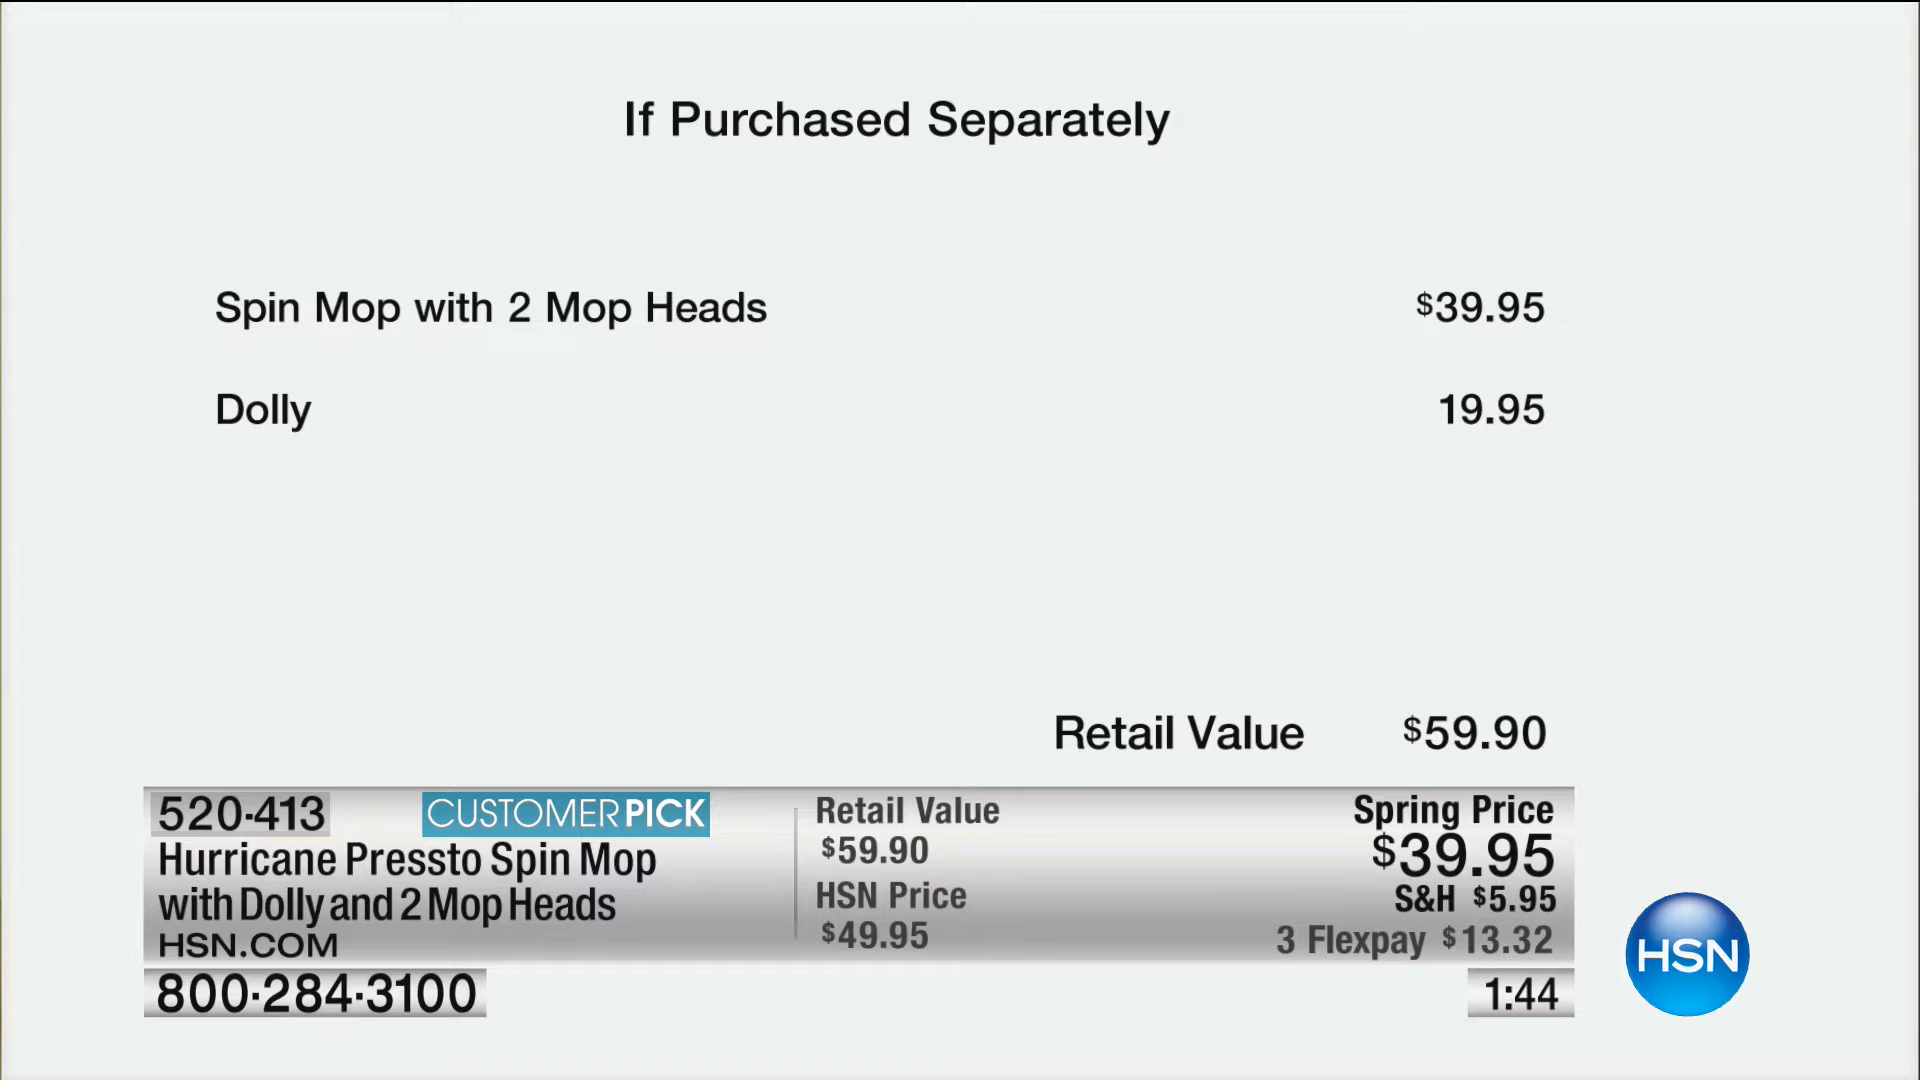 If Purchased Separately
Spin Mop with 2 Mop Heads $39.95
Dolly 19.95
Retail Value $59.90
520·413 CUSTOMERPICK
Hurricane Pressto Spin Mop
with Dolly and 2 Mop Heads
HSN.COM
800·284·3100
Retail Value
$59.90
HSN Price
$49.95
Spring Price
$39.95
S&H $5.95
3 Flexpay $13.32
1:44
HSN